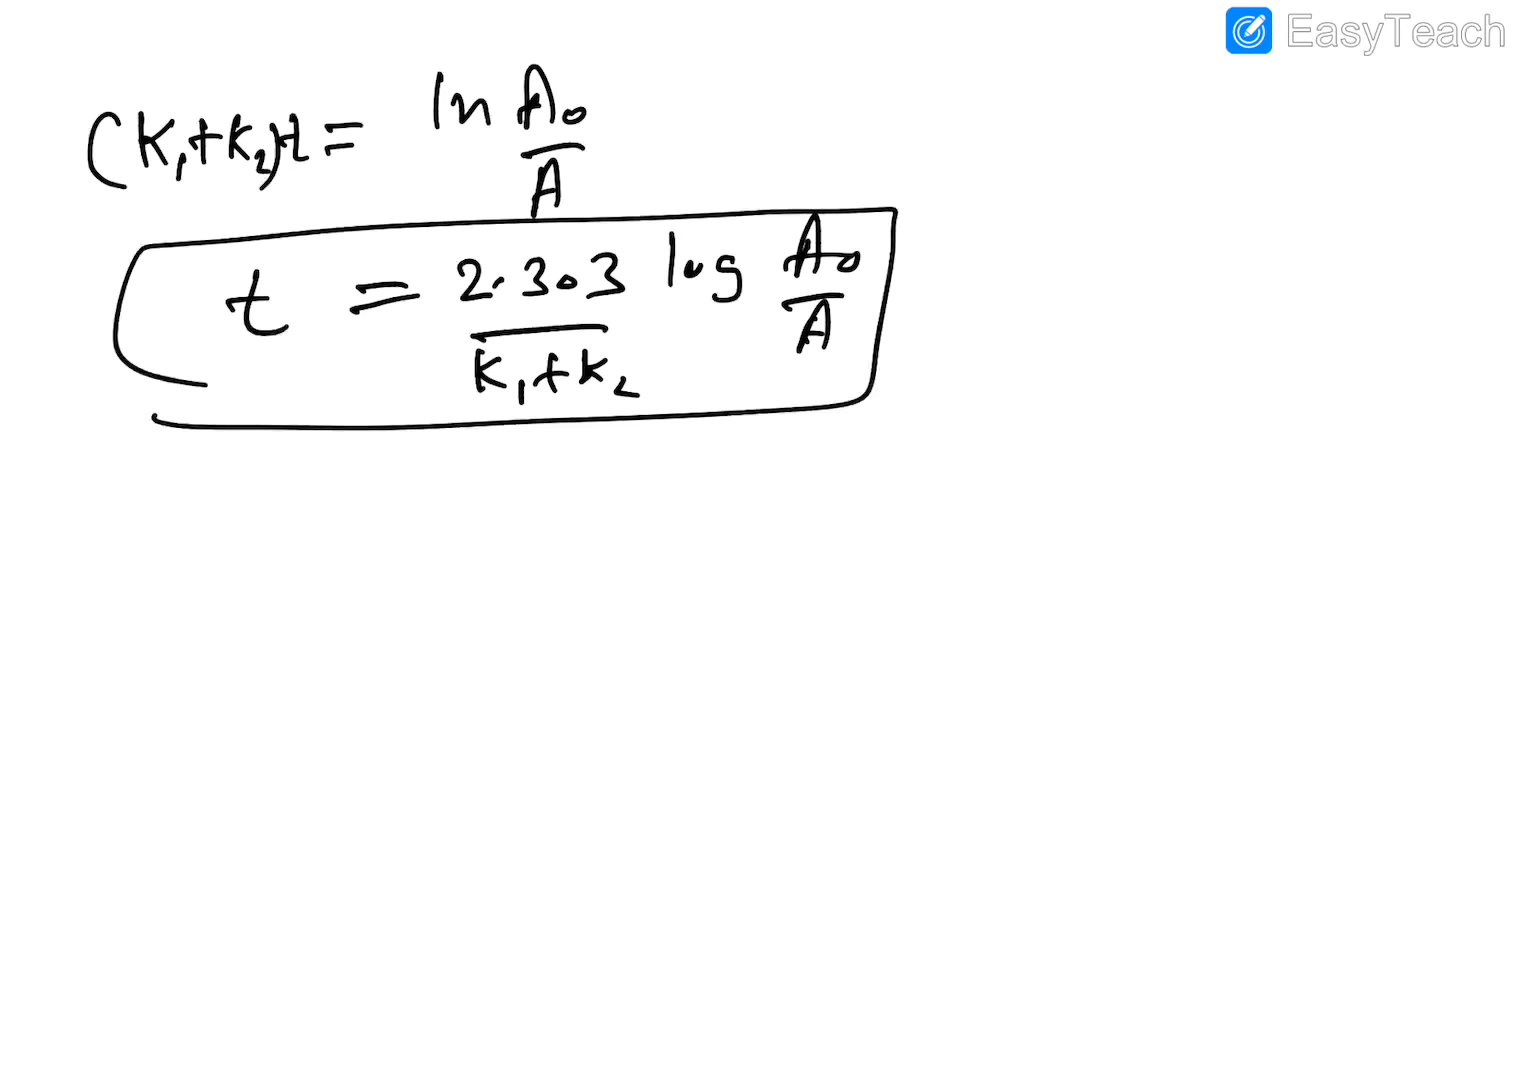 EasyTeach
(K₁+K₂)t = ln A₀/A
t = 2.303/K₁+K₂ log A₀/A